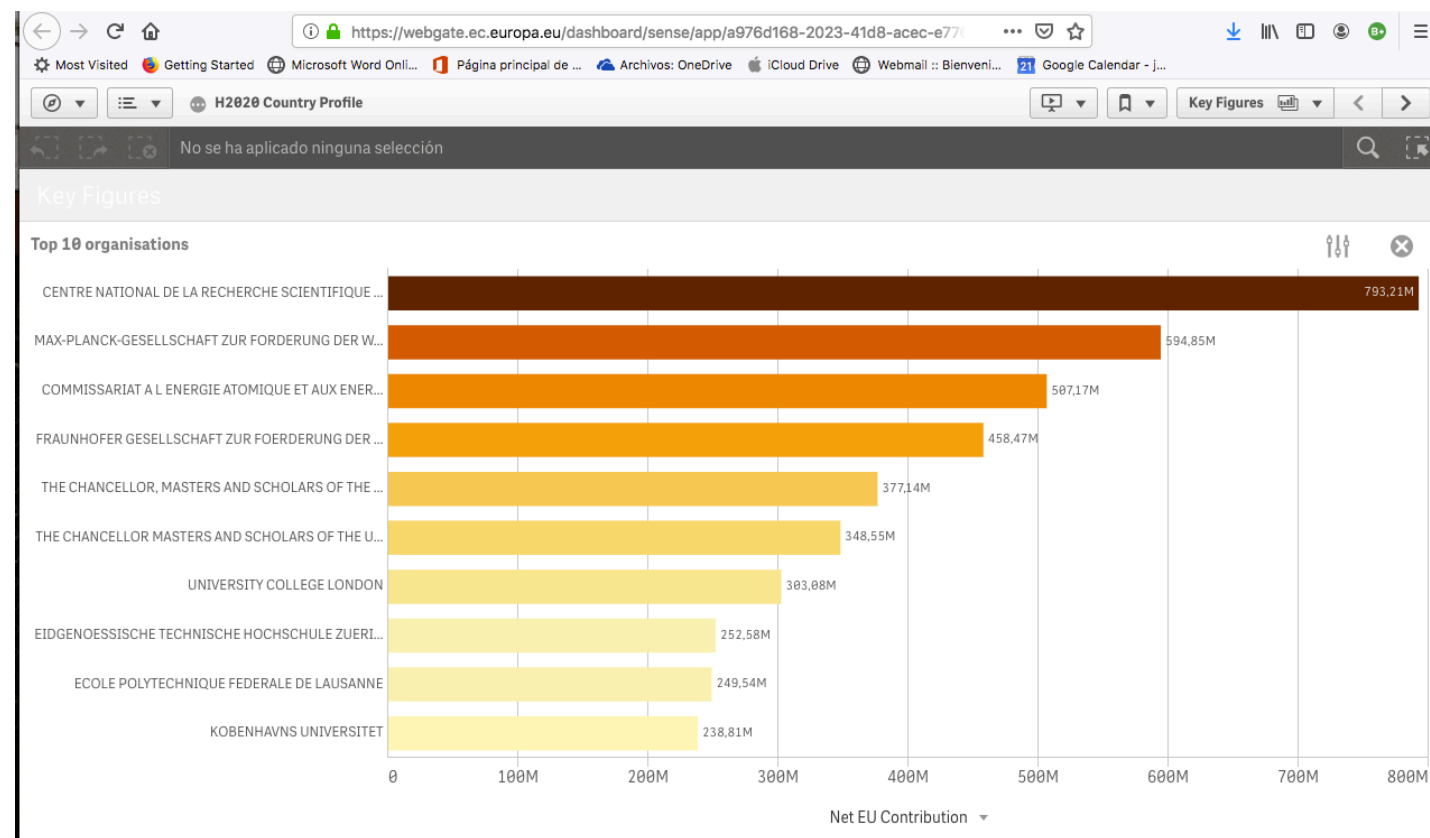 https://webgate.ec.europa.eu/dashboard/sense/app/a976d168-2023-41d8-acec-e770
Most Visited Getting Started Microsoft Word Onli... Página principal de ... Archivos: OneDrive iCloud Drive Webmail :: Bienveni... 21 Google Calendar - j...
H2020 Country Profile Key Figures
No se ha aplicado ninguna selección
Key Figures
Top 10 organisations
CENTRE NATIONAL DE LA RECHERCHE SCIENTIFIQUE ... 793,21M
MAX-PLANCK-GESELLSCHAFT ZUR FORDERUNG DER W... 594,85M
COMMISSARIAT A L ENERGIE ATOMIQUE ET AUX ENER... 507,17M
FRAUNHOFER GESELLSCHAFT ZUR FOERDERUNG DER ... 458,47M
THE CHANCELLOR, MASTERS AND SCHOLARS OF THE ... 377,14M
THE CHANCELLOR MASTERS AND SCHOLARS OF THE U... 348,55M
UNIVERSITY COLLEGE LONDON 303,08M
EIDGENOESSISCHE TECHNISCHE HOCHSCHULE ZUERI... 252,58M
ECOLE POLYTECHNIQUE FEDERALE DE LAUSANNE 249,54M
KOBENHAVNS UNIVERSITET 238,81M
0 100M 200M 300M 400M 500M 600M 700M 800M
Net EU Contribution